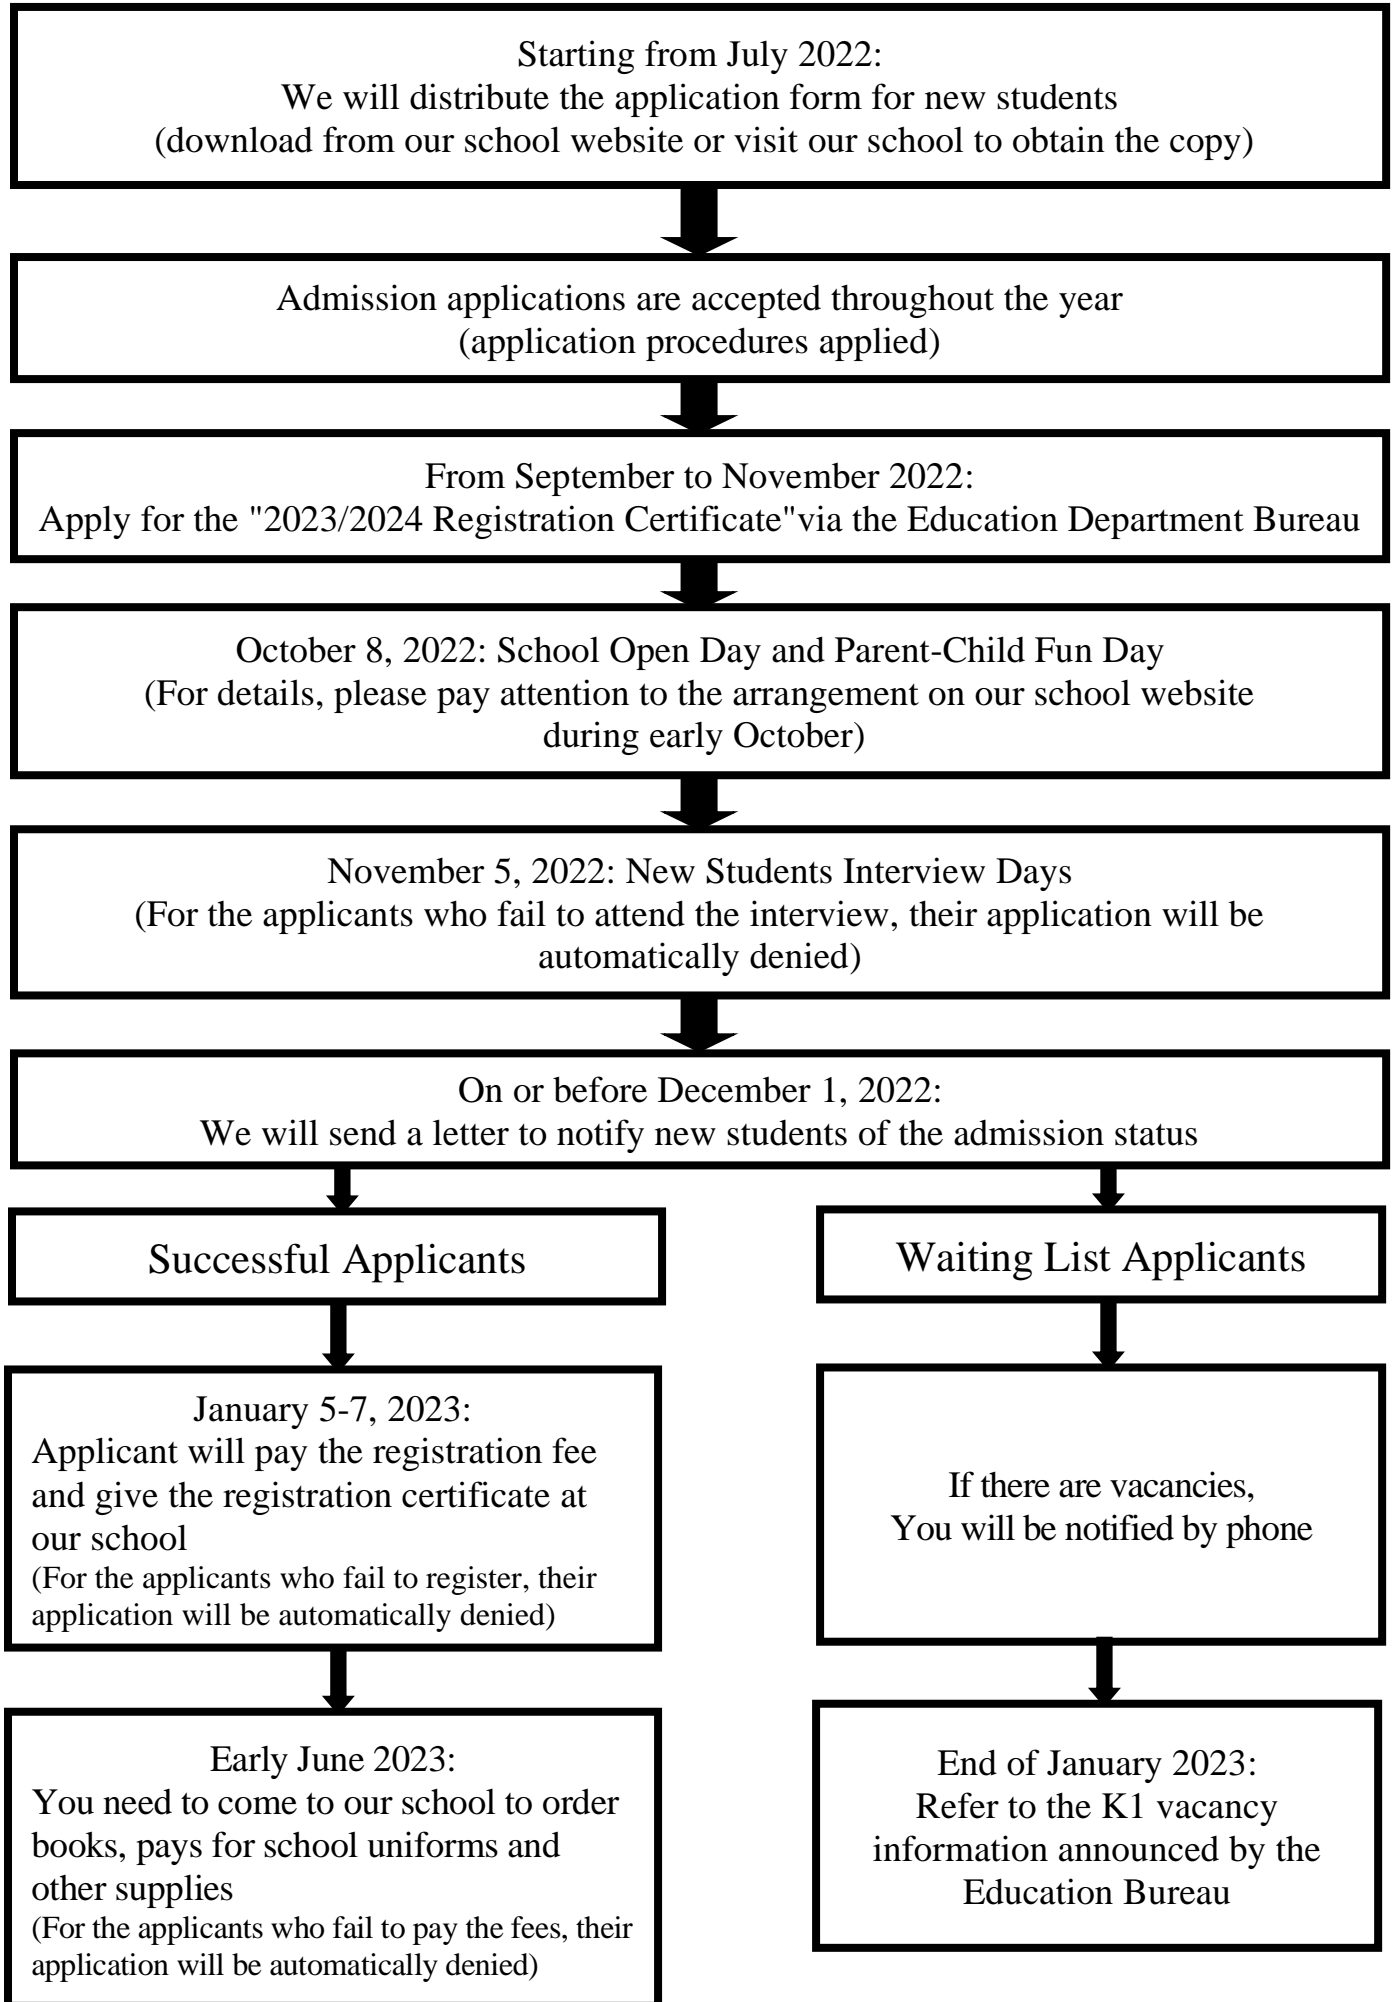 Starting from July 2022:
We will distribute the application form for new students
(download from our school website or visit our school to obtain the copy)
Admission applications are accepted throughout the year
(application procedures applied)
From September to November 2022:
Apply for the "2023/2024 Registration Certificate"via the Education Department Bureau
October 8, 2022: School Open Day and Parent-Child Fun Day
(For details, please pay attention to the arrangement on our school website
during early October)
November 5, 2022: New Students Interview Days
(For the applicants who fail to attend the interview, their application will be
automatically denied)
On or before December 1, 2022:
We will send a letter to notify new students of the admission status
Successful Applicants
January 5-7, 2023:
Applicant will pay the registration fee
and give the registration certificate at
our school
(For the applicants who fail to register, their
application will be automatically denied)
Early June 2023:
You need to come to our school to order
books, pays for school uniforms and
other supplies
(For the applicants who fail to pay the fees, their
application will be automatically denied)
Waiting List Applicants
If there are vacancies,
You will be notified by phone
End of January 2023:
Refer to the K1 vacancy
information announced by the
Education Bureau